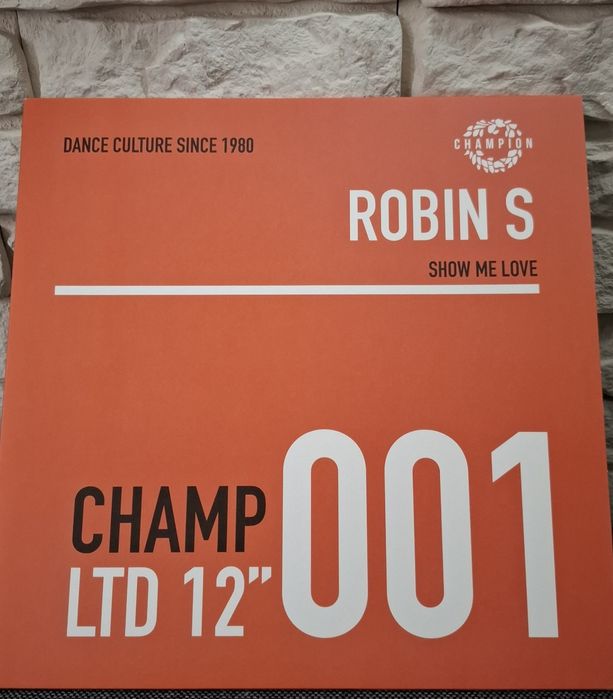 DANCE CULTURE SINCE 1980
CHAMPION
ROBIN S
SHOW ME LOVE
CHAMP
LTD 12” 001